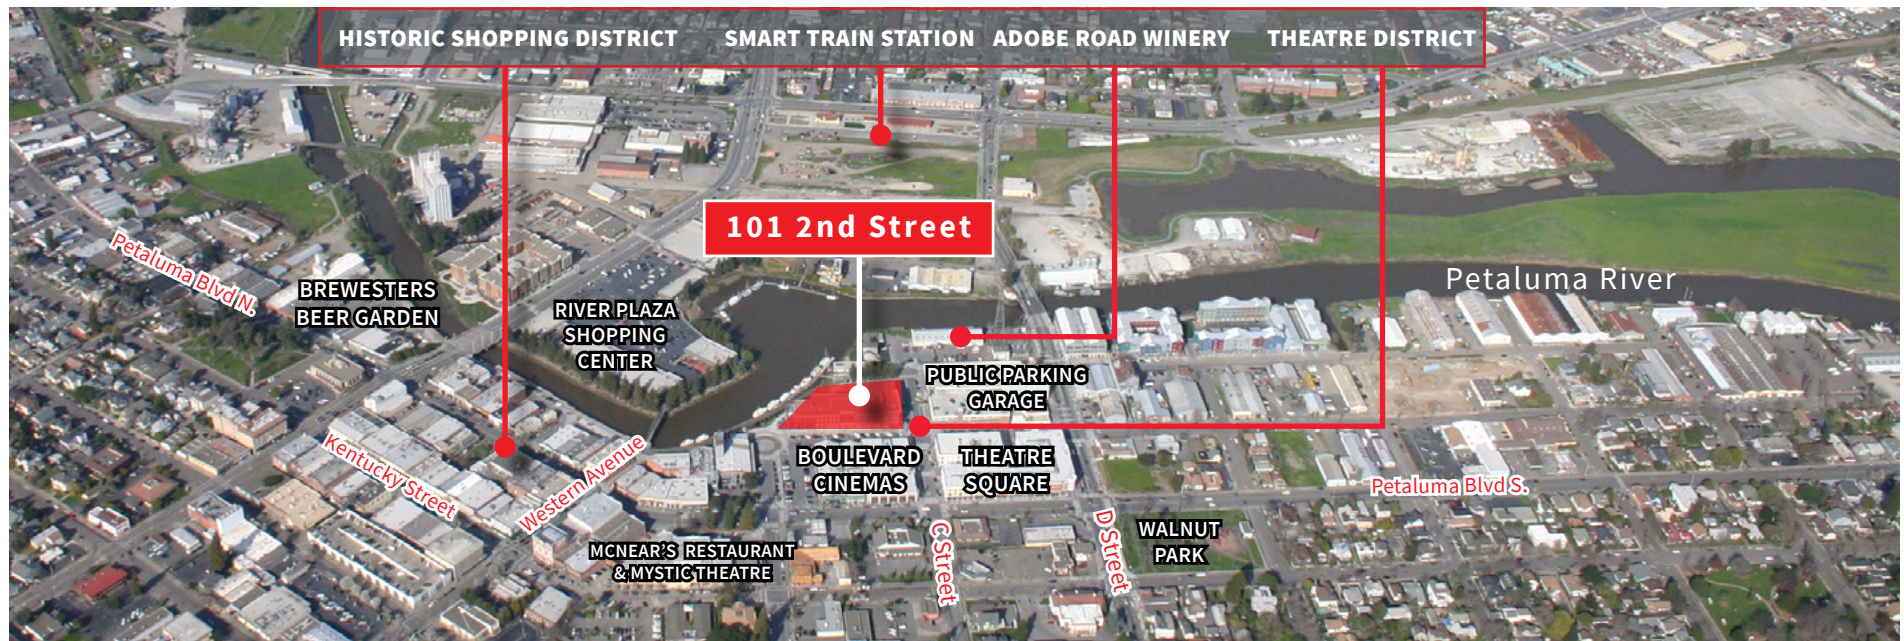 HISTORIC SHOPPING DISTRICT
SMART TRAIN STATION
ADOBE ROAD WINERY
THEATRE DISTRICT
101 2nd Street
Petaluma Blvd N.
BREWESTERS
BEER GARDEN
RIVER PLAZA
SHOPPING
CENTER
Petaluma River
PUBLIC PARKING
GARAGE
Kentucky Street
Western Avenue
BOULEVARD
CINEMAS
THEATRE
SQUARE
Petaluma Blvd S.
MCNEAR'S RESTAURANT
& MYSTIC THEATRE
C Street
D Street
WALNUT
PARK